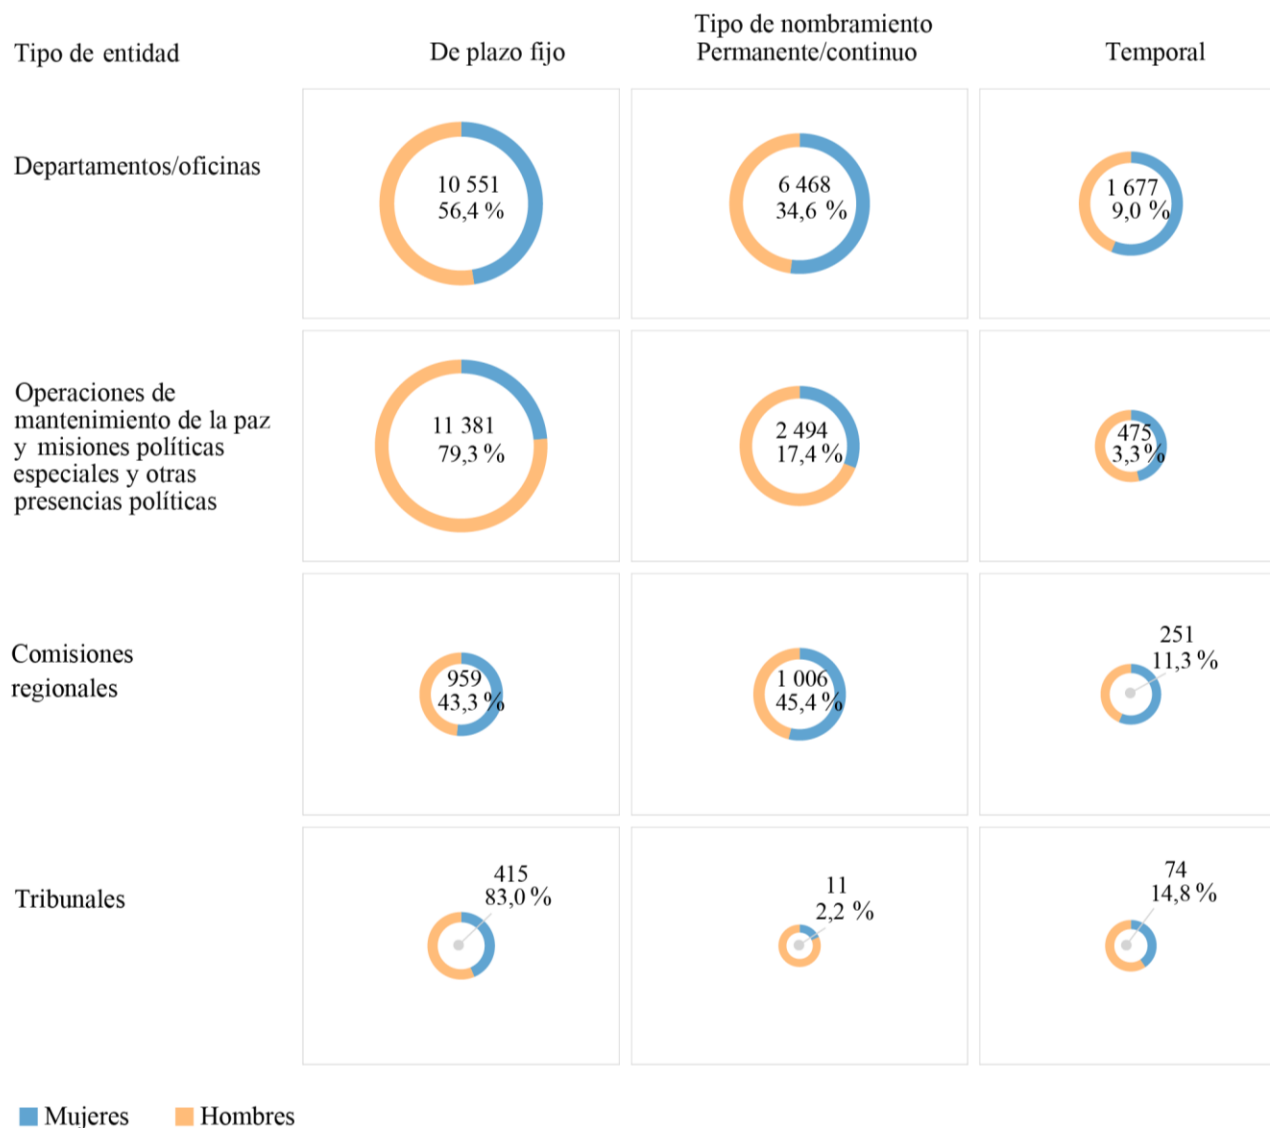 Tipo de entidad
De plazo fijo
Tipo de nombramiento
Permanente/continuo
Temporal
Departamentos/oficinas
10 551
56,4 %
6 468
34,6 %
1 677
9,0 %
Operaciones de
mantenimiento de la paz
y misiones políticas
especiales y otras
presencias políticas
11 381
79,3 %
2 494
17,4 %
475
3,3 %
Comisiones
regionales
959
43,3 %
1 006
45,4 %
251
11,3 %
Tribunales
415
83,0 %
11
2,2 %
74
14,8 %
Mujeres
Hombres